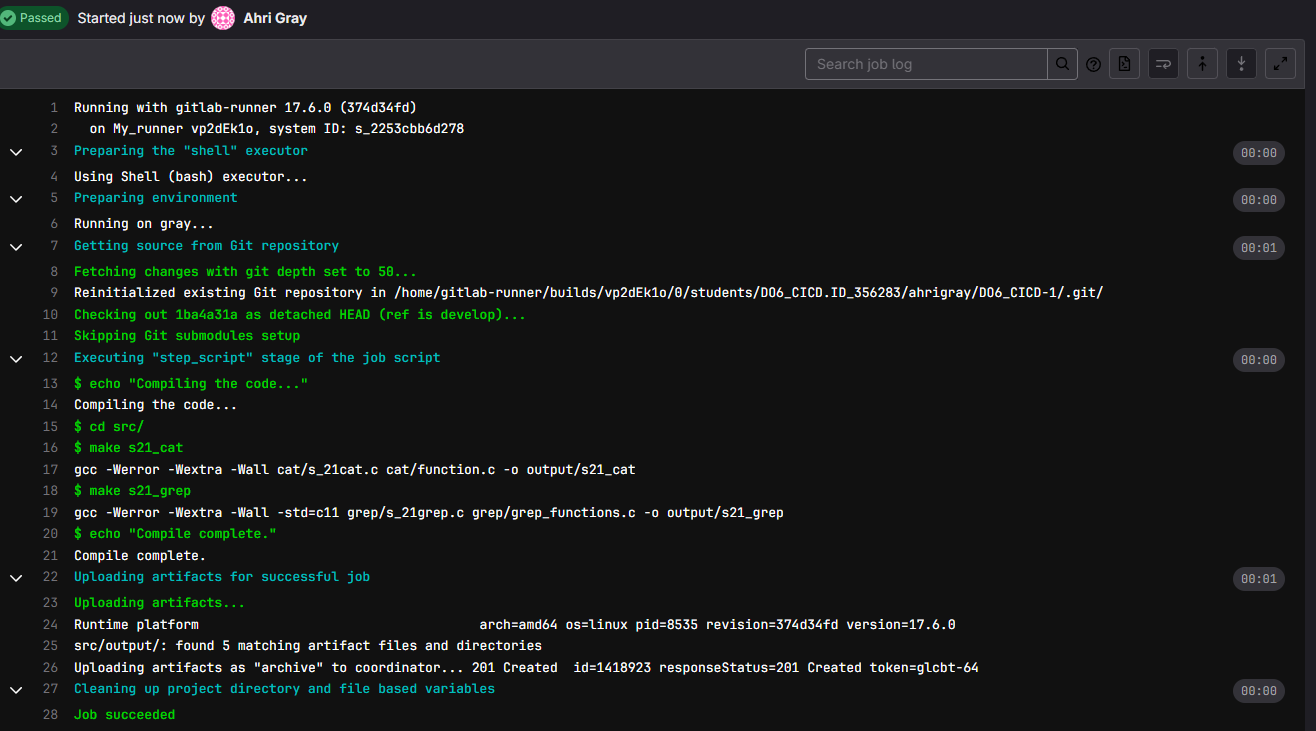 Passed Started just now by Ahri Gray
Search job log
1 Running with gitlab-runner 17.6.0 (374d34fd)
2 on My_runner vp2dEk1o, system ID: s_2253cbb6d278
3 Preparing the "shell" executor 00:00
4 Using Shell (bash) executor...
5 Preparing environment 00:00
6 Running on gray...
7 Getting source from Git repository 00:01
8 Fetching changes with git depth set to 50...
9 Reinitialized existing Git repository in /home/gitlab-runner/builds/vp2dEk1o/0/students/DO6_CICD.ID_356283/ahrigray/DO6_CICD-1/.git/
10 Checking out 1ba4a31a as detached HEAD (ref is develop)...
11 Skipping Git submodules setup
12 Executing "step_script" stage of the job script 00:00
13 $ echo "Compiling the code..."
14 Compiling the code...
15 $ cd src/
16 $ make s21_cat
17 gcc -Werror -Wextra -Wall cat/s_21cat.c cat/function.c -o output/s21_cat
18 $ make s21_grep
19 gcc -Werror -Wextra -Wall -std=c11 grep/s_21grep.c grep/grep_functions.c -o output/s21_grep
20 $ echo "Compile complete."
21 Compile complete.
22 Uploading artifacts for successful job 00:01
23 Uploading artifacts...
24 Runtime platform arch=amd64 os=linux pid=8535 revision=374d34fd version=17.6.0
25 src/output/: found 5 matching artifact files and directories
26 Uploading artifacts as "archive" to coordinator... 201 Created id=1418923 responseStatus=201 Created token=glcbt-64
27 Cleaning up project directory and file based variables 00:00
28 Job succeeded